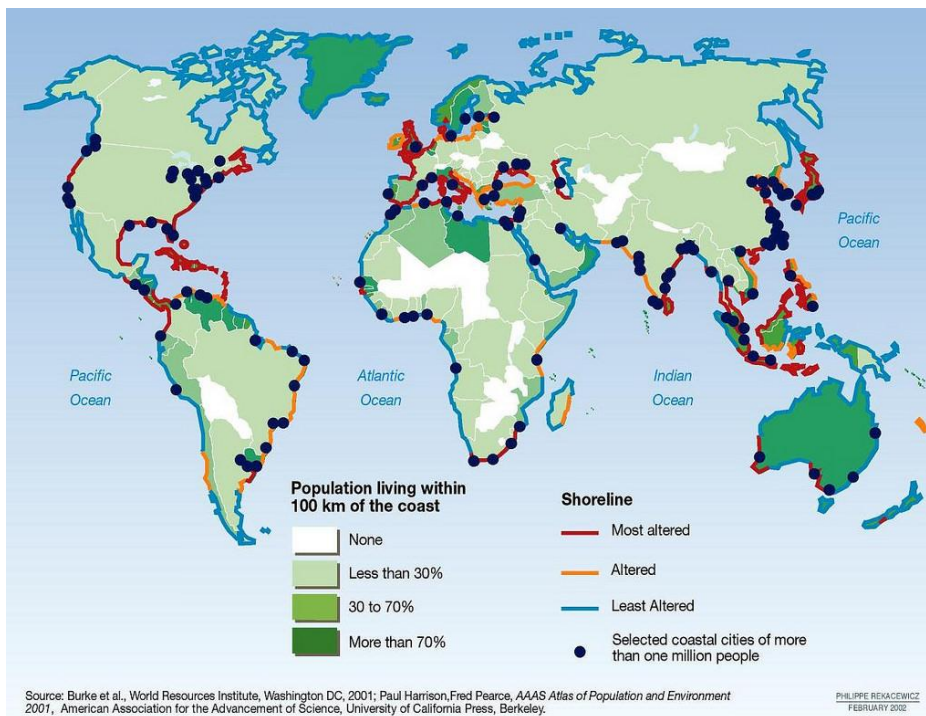 Pacific
Ocean
Pacific
Ocean
Atlantic
Ocean
Indian
Ocean
Population living within
100 km of the coast
None
Less than 30%
30 to 70%
More than 70%
Shoreline
Most altered
Altered
Least Altered
Selected coastal cities of more
than one million people
Source: Burke et al., World Resources Institute, Washington DC, 2001; Paul Harrison,Fred Pearce, AAAS Atlas of Population and Environment
2001, American Association for the Advancement of Science, University of California Press, Berkeley.
PHILIPPE REKACEWICZ
FEBRUARY 2002